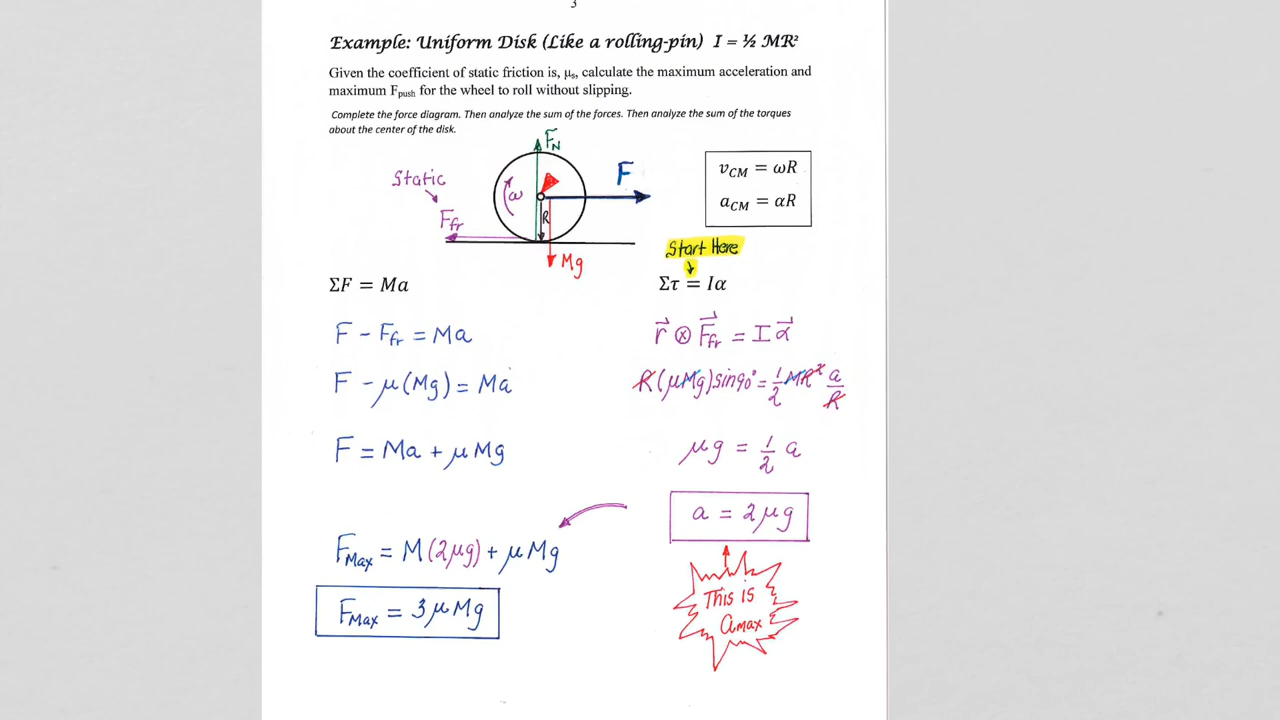 3
Example: Uniform Disk (Like a rolling-pin) I = ½ MR²
Given the coefficient of static friction is, μs, calculate the maximum acceleration and
maximum Fpush for the wheel to roll without slipping.
Complete the force diagram. Then analyze the sum of the forces. Then analyze the sum of the torques
about the center of the disk.
FN
Static
F
ω
R
Ffr
Mg
vCM = ωR
aCM = αR
Start Here
ΣF = Ma
Στ = Iα
F - Ffr = Ma
r⃗ ⊗ F⃗fr = I α⃗
F - μ(Mg) = Ma
R(μMg)sin90° = 1/2 MR² a/R
F = Ma + μMg
μg = 1/2 a
a = 2μg
FMax = M(2μg) + μMg
This is
amax
FMax = 3μMg